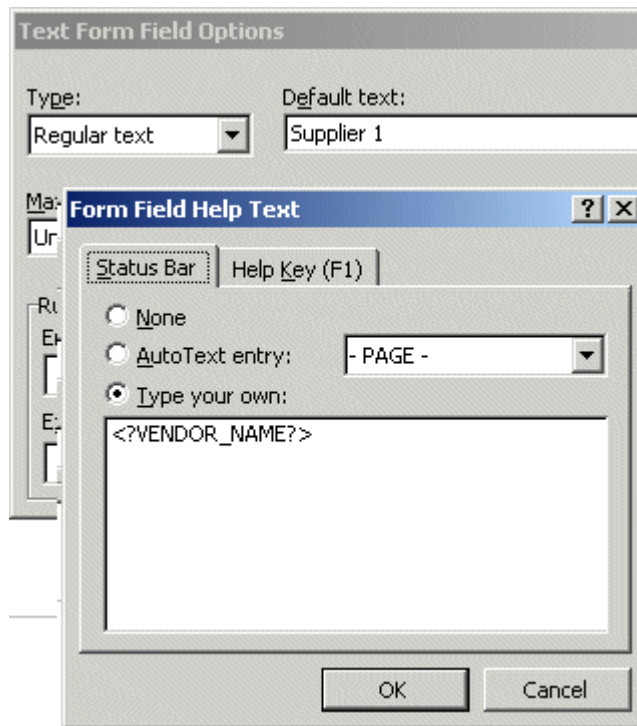 Text Form Field Options
Type:
Default text:
Regular text
Supplier 1
Form Field Help Text
Status Bar
Help Key (F1)
None
AutoText entry:
- PAGE -
Type your own:
<?VENDOR_NAME?>
OK
Cancel